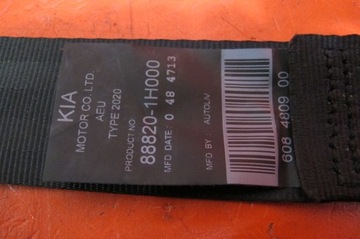 KIA
MOTOR CO. LTD.
AEU
TYPE 2020
PRODUCT NO
88820-1H000
MFD DATE 0 48 4713
MFD BY AUTOLIV
608 4809 00